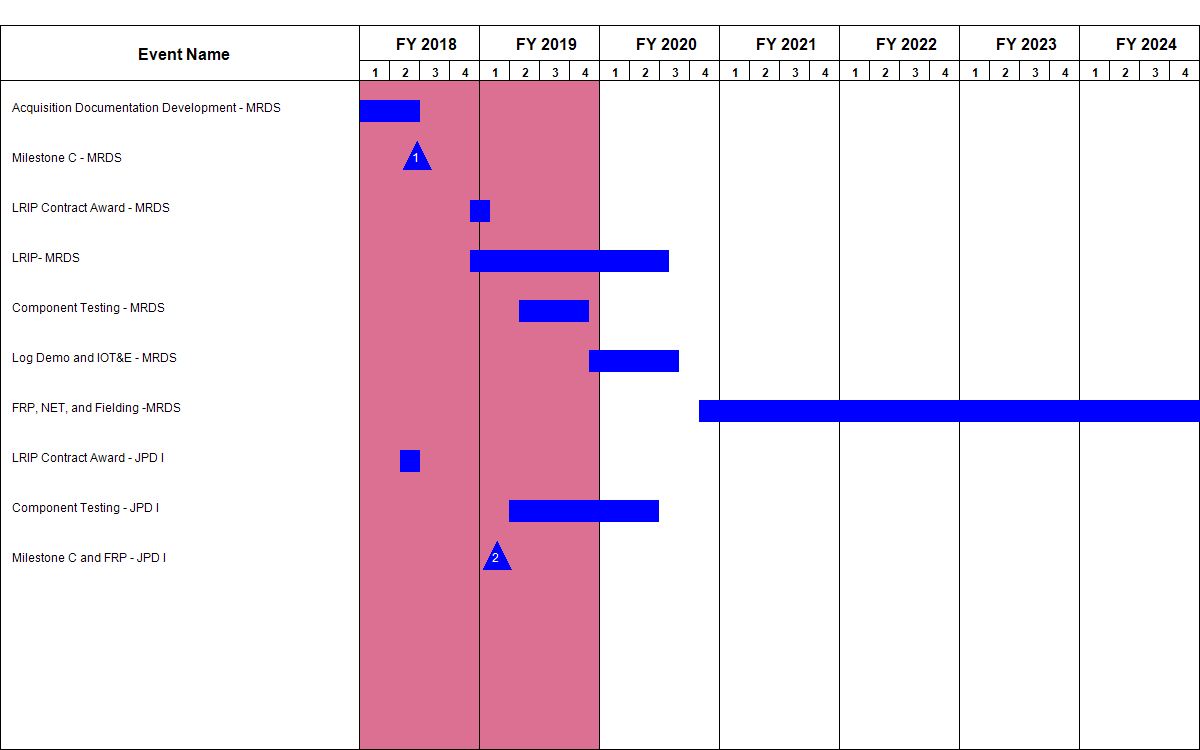 Event Name
FY 2018 FY 2019 FY 2020 FY 2021 FY 2022 FY 2023 FY 2024
1 2 3 4 1 2 3 4 1 2 3 4 1 2 3 4 1 2 3 4 1 2 3 4 1 2 3 4
Acquisition Documentation Development - MRDS
Milestone C - MRDS 1
LRIP Contract Award - MRDS
LRIP- MRDS
Component Testing - MRDS
Log Demo and IOT&E - MRDS
FRP, NET, and Fielding -MRDS
LRIP Contract Award - JPD I
Component Testing - JPD I
Milestone C and FRP - JPD I 2